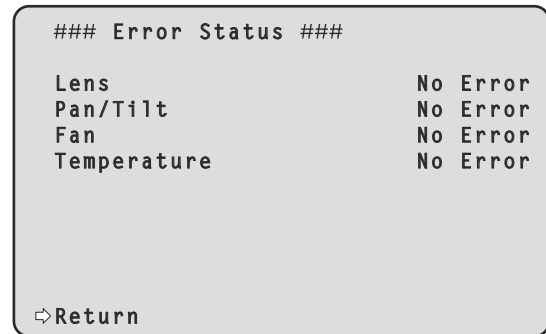 ### Error Status ###
Lens No Error
Pan/Tilt No Error
Fan No Error
Temperature No Error
⇨Return